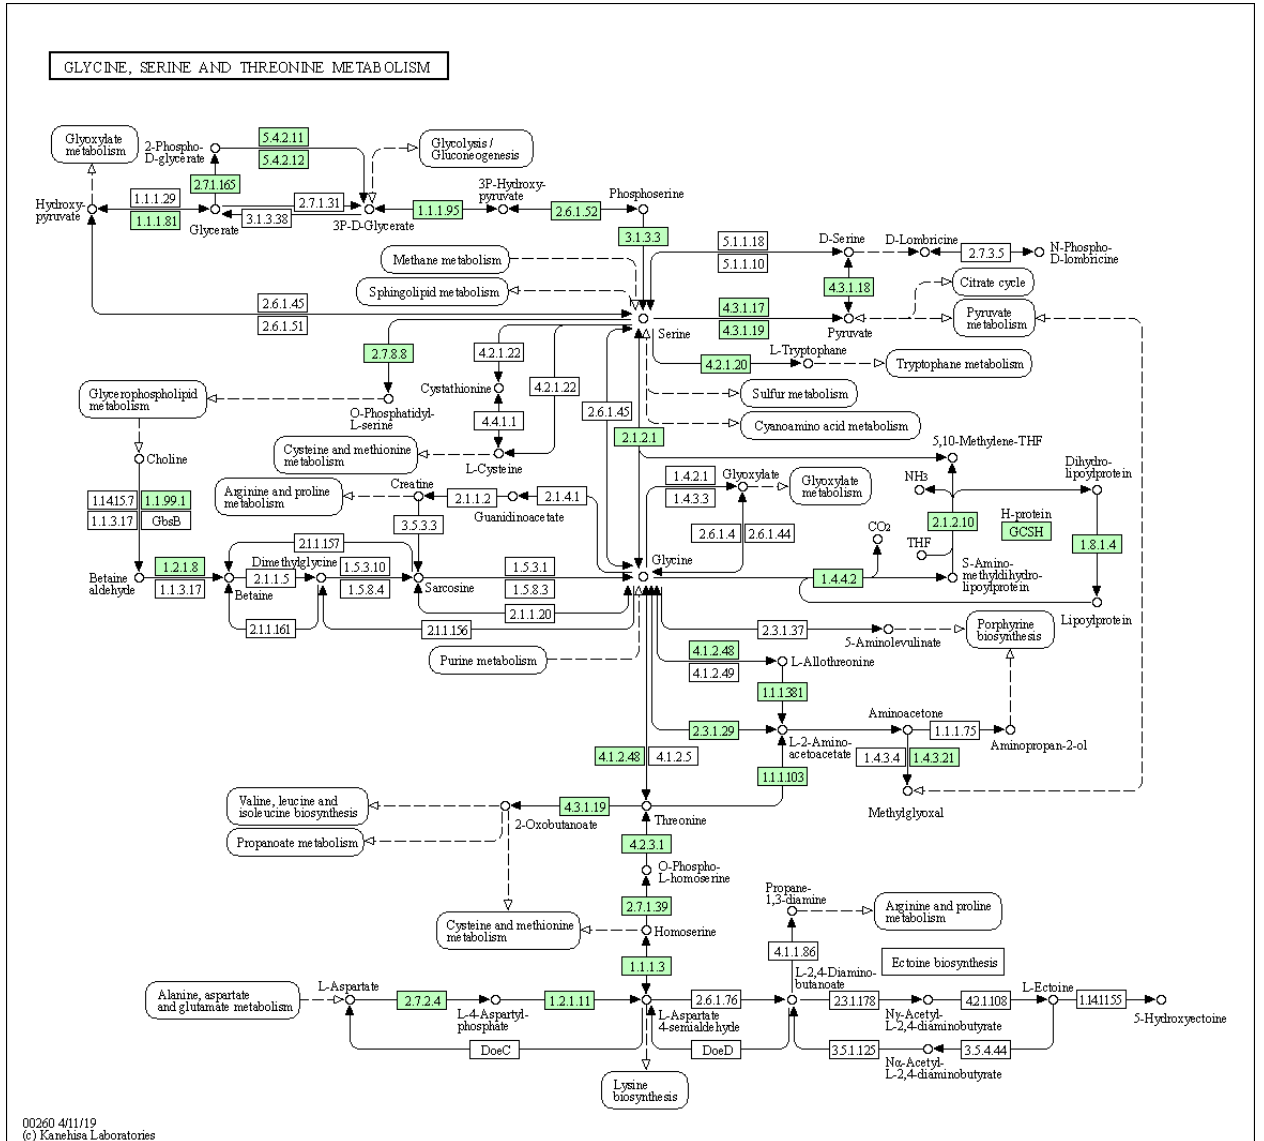 GLYCINE, SERINE AND THREONINE METABOLISM
Glyoxylate
metabolism
2-Phospho-
D-glycerate
5.4.2.11
5.4.2.12
Glycolysis /
Gluconeogenesis
2.7.1.165
Hydroxy-
pyruvate
1.1.1.29
1.1.1.81
Glycerate
2.7.1.31
3.1.3.38
3P-D-Glycerate
1.1.1.95
3P-Hydroxy-
pyruvate
2.6.1.52
Phosphoserine
3.1.3.3
Methane metabolism
Sphingolipid metabolism
5.1.1.18
5.1.1.10
D-Serine
D-Lombricine
2.7.3.5
N-Phospho-
D-lombricine
4.3.1.18
Citrate cycle
2.6.1.45
2.6.1.51
Serine
4.3.1.17
4.3.1.19
Pyruvate
Pyruvate
metabolism
2.7.8.8
4.2.1.22
4.2.1.22
4.2.1.20
L-Tryptophane
Tryptophane metabolism
Glycerophospholipid
metabolism
O-Phosphatidyl-
L-serine
Cystathionine
4.4.1.1
2.6.1.45
Sulfur metabolism
Cyanoamino acid metabolism
2.1.2.1
Choline
Cysteine and methionine
metabolism
L-Cysteine
5,10-Methylene-THF
Dihydro-
lipoylprotein
1.14.15.7
1.1.99.1
1.1.3.17
GbsB
Arginine and proline
metabolism
Creatine
2.1.1.2
Guanidinoacetate
2.1.4.1
1.4.2.1
1.4.3.3
Glyoxylate
Glyoxylate
metabolism
NH3
2.1.2.10
H-protein
GCSH
1.8.1.4
3.5.3.3
2.6.1.4
2.6.1.44
CO2
THF
2.1.1.157
Betaine
aldehyde
1.2.1.8
1.1.3.17
Betaine
2.1.1.5
Dimethylglycine
1.5.3.10
1.5.8.4
Sarcosine
1.5.3.1
1.5.8.3
Glycine
1.4.4.2
S-Amino-
methyldihydro-
lipoylprotein
Lipoylprotein
2.1.1.20
2.1.1.161
2.1.1.156
Purine metabolism
2.3.1.37
5-Aminolevulinate
Porphyrine
biosynthesis
4.1.2.48
4.1.2.49
L-Allothreonine
1.1.1381
2.3.1.29
L-2-Amino-
acetoacetate
Aminoacetone
1.1.1.75
Aminopropan-2-ol
4.1.2.48
4.1.2.5
1.1.1.103
1.4.3.4
1.4.3.21
Methylglyoxal
Valine, leucine and
isoleucine biosynthesis
Propanoate metabolism
2-Oxobutanoate
4.3.1.19
Threonine
4.2.3.1
O-Phospho-
L-homoserine
2.7.1.39
Cysteine and methionine
metabolism
Homoserine
1.1.1.3
Propane-
1,3-diamine
Arginine and proline
metabolism
4.1.1.86
Ectoine biosynthesis
Alanine, aspartate
and glutamate metabolism
L-Aspartate
2.7.2.4
L-4-Aspartyl-
phosphate
1.2.1.11
L-Aspartate
4-semialdehyde
2.6.1.76
L-2,4-Diamino-
butanoate
2.3.1.178
Nγ-Acetyl-
L-2,4-diaminobutyrate
4.2.1.108
L-Ectoine
1.14.11.55
5-Hydroxyectoine
DoeC
DoeD
3.5.1.125
Nα-Acetyl-
L-2,4-diaminobutyrate
3.5.4.44
Lysine
biosynthesis
00260 4/11/19
(c) Kanehisa Laboratories